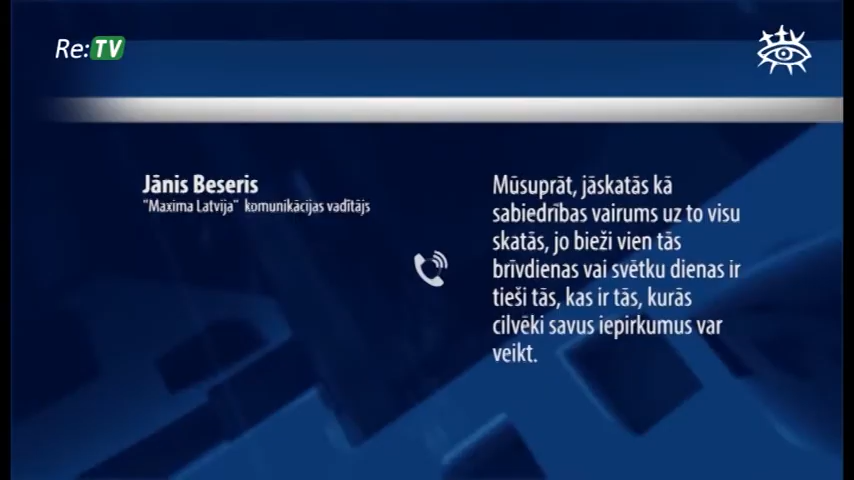 Re:TV
Jānis Beseris
"Maxima Latvija" komunikācijas vadītājs
Mūsuprāt, jāskatās kā
sabiedrības vairums uz to visu
skatās, jo bieži vien tās
brīvdienas vai svētku dienas ir
tieši tās, kas ir tās, kurās
cilvēki savus iepirkumus var
veikt.